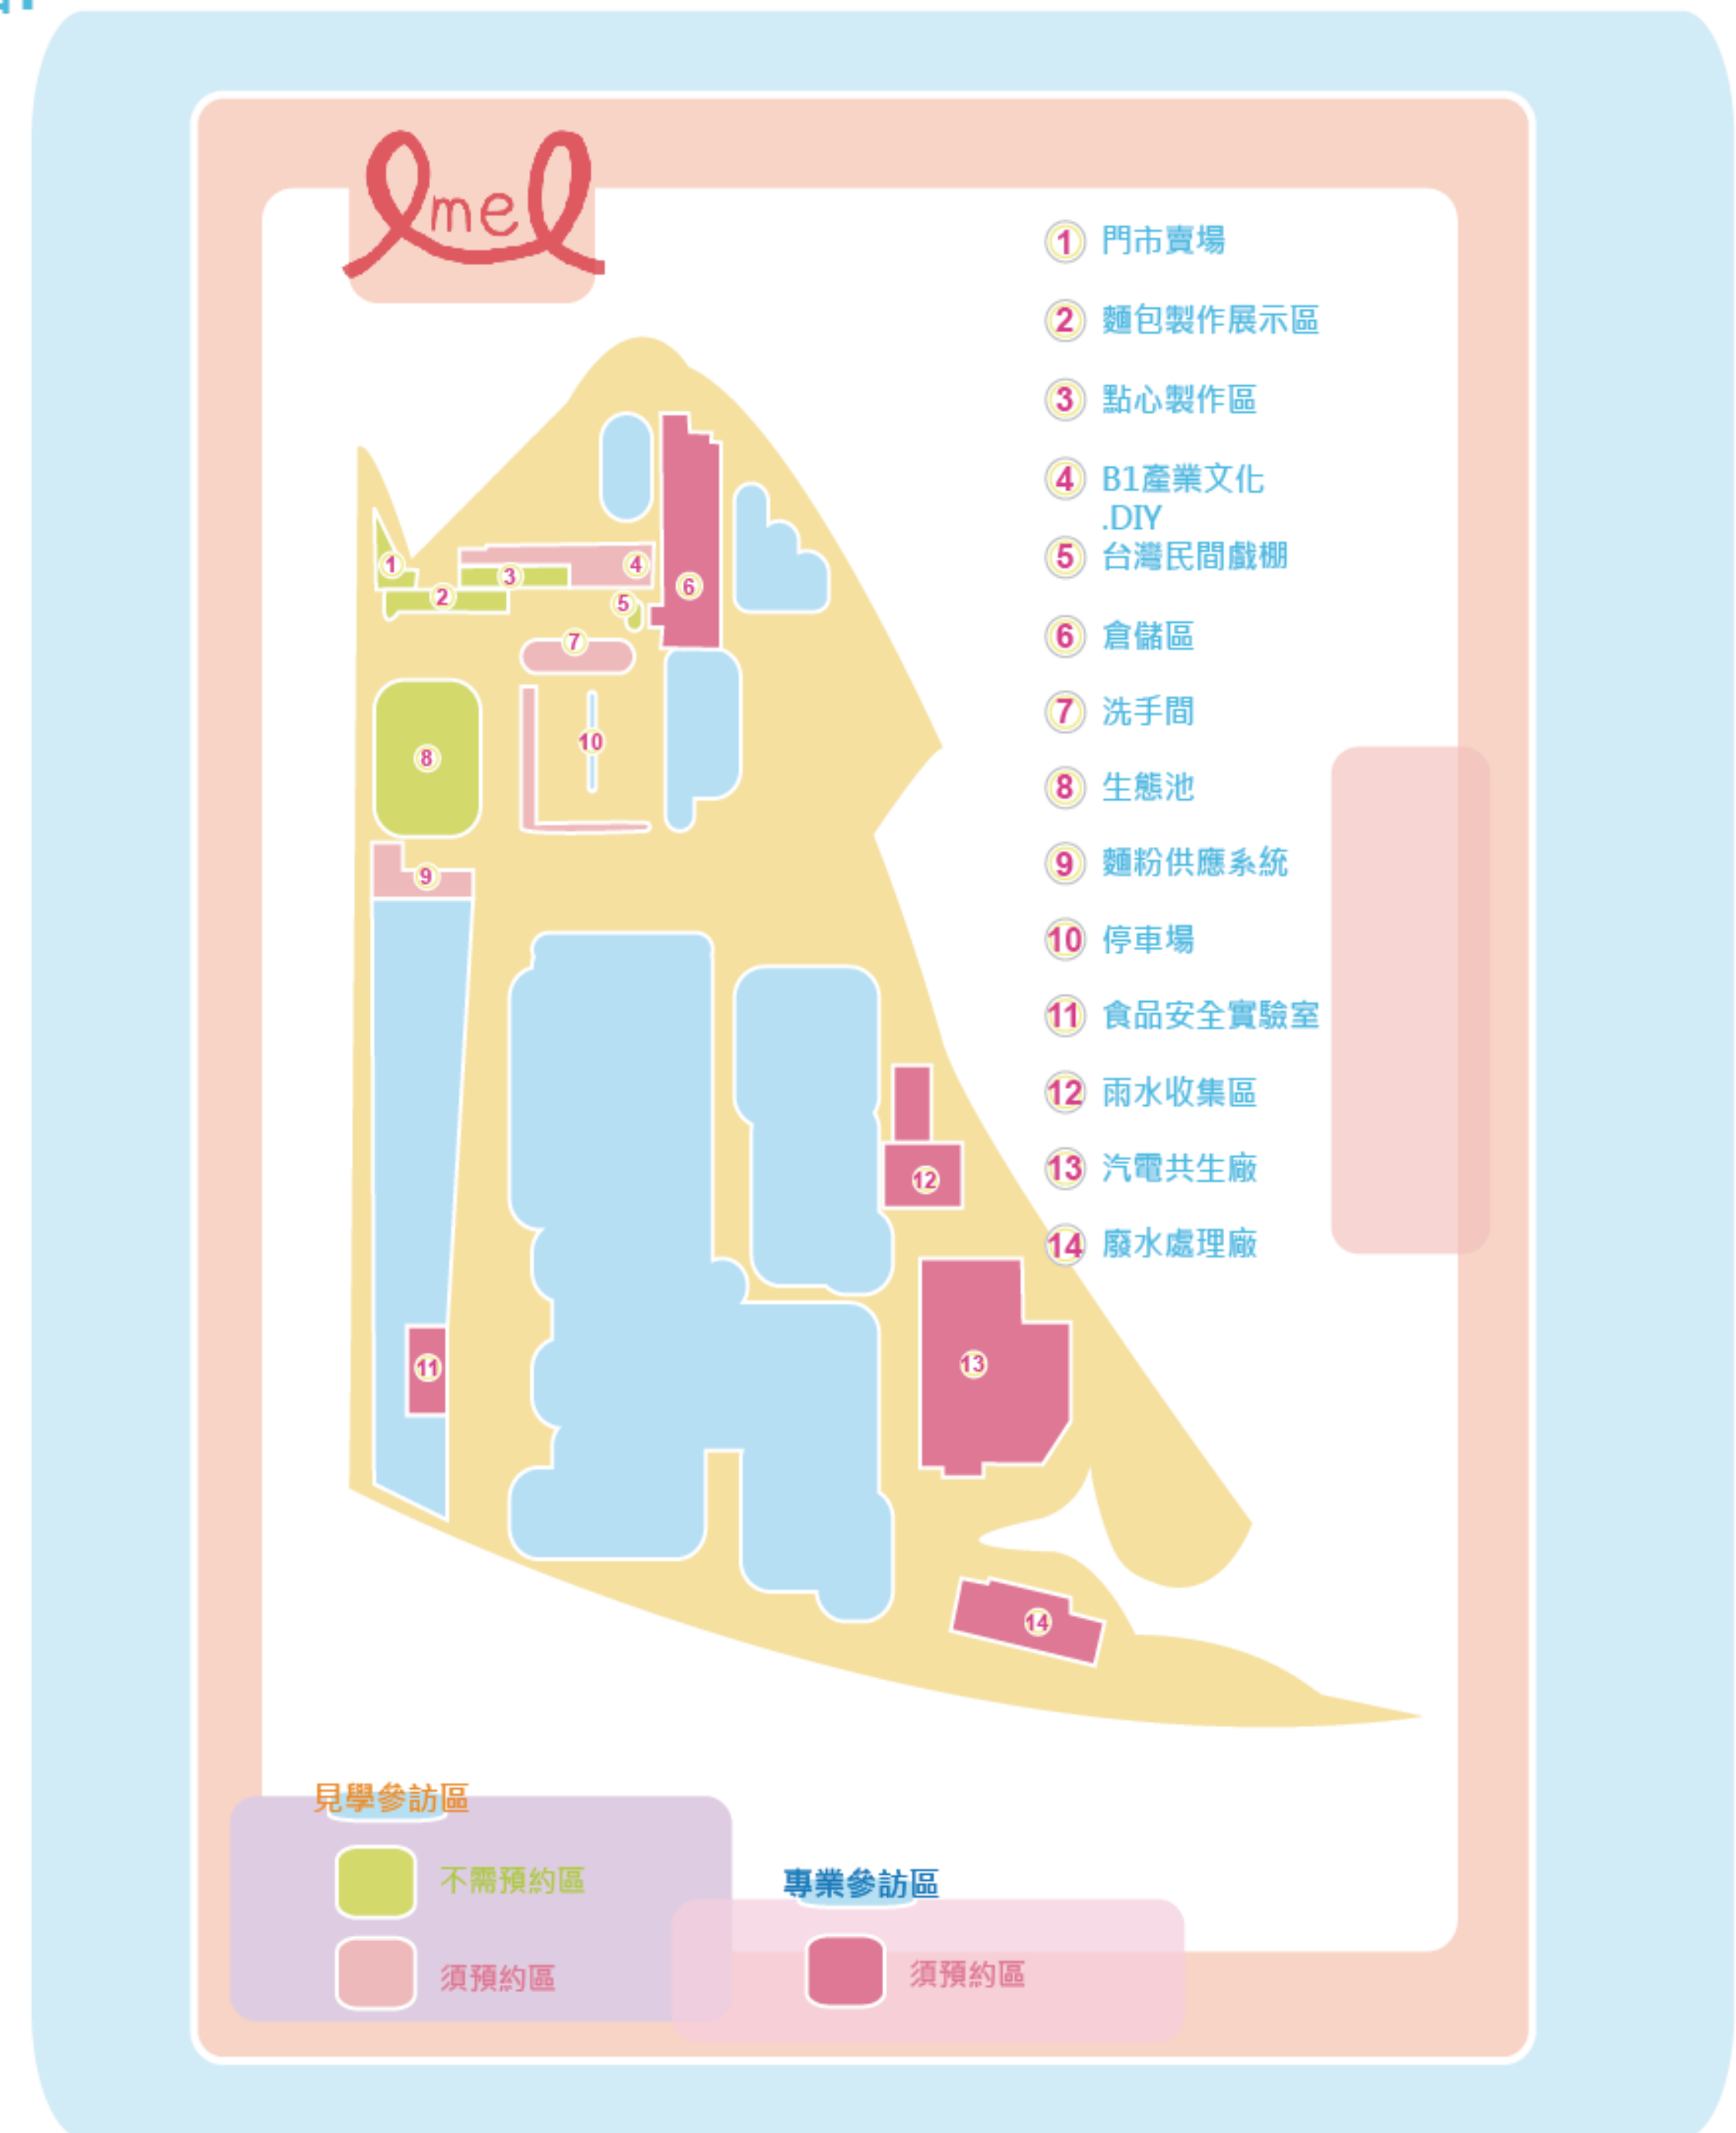 lmel
1 門市賣場
2 麵包製作展示區
3 點心製作區
4 B1產業文化
.DIY
5 台灣民間戲棚
6 倉儲區
7 洗手間
8 生態池
9 麵粉供應系統
10 停車場
11 食品安全實驗室
12 雨水收集區
13 汽電共生廠
14 廢水處理廠
1
2
3
4
5
6
7
8
9
10
11
12
13
14
見學參訪區
不需預約區
須預約區
專業參訪區
須預約區